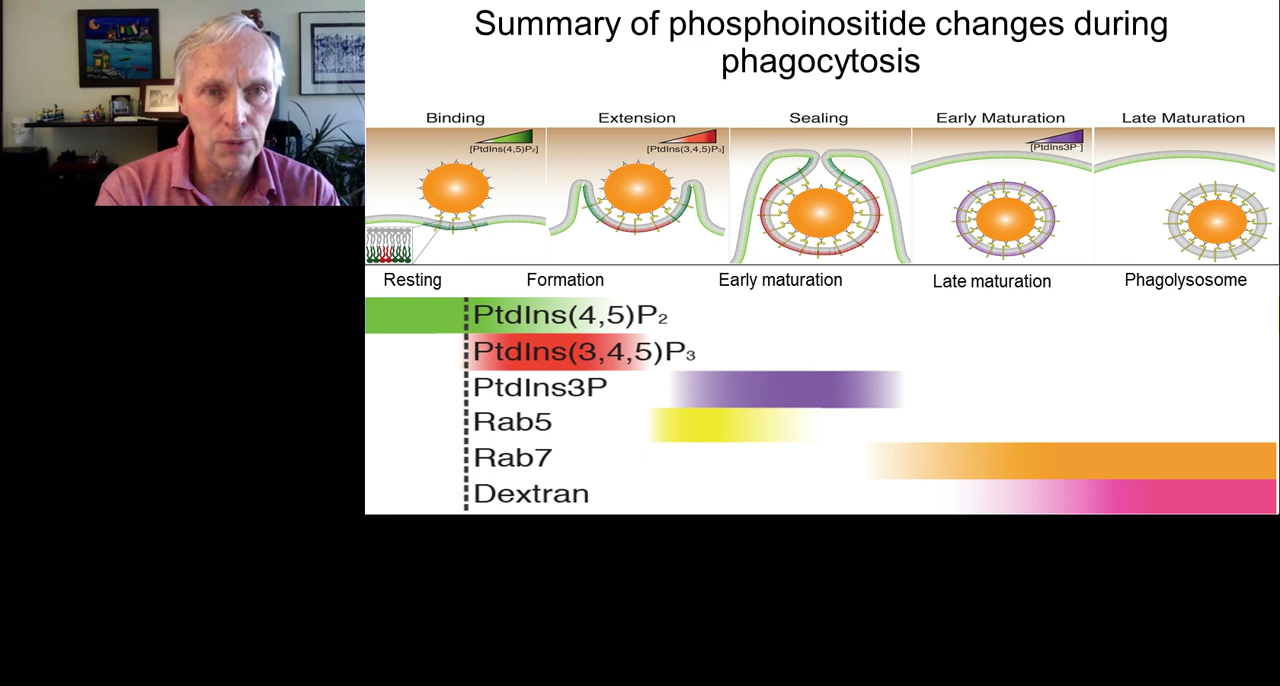 Summary of phosphoinositide changes during
phagocytosis
Binding
Extension
Sealing
Early Maturation
Late Maturation
[PtdIns(4,5)P₂]
[PtdIns(3,4,5)P₃]
[PtdIns3P]
Resting
Formation
Early maturation
Late maturation
Phagolysosome
PtdIns(4,5)P₂
PtdIns(3,4,5)P₃
PtdIns3P
Rab5
Rab7
Dextran